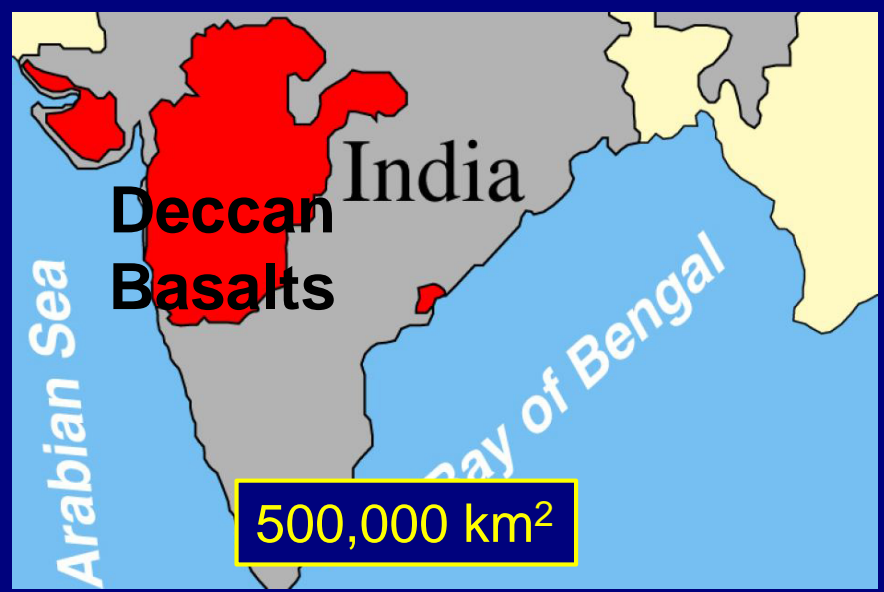 India
Deccan
Basalts
Arabian Sea
Bay of Bengal
500,000 km²